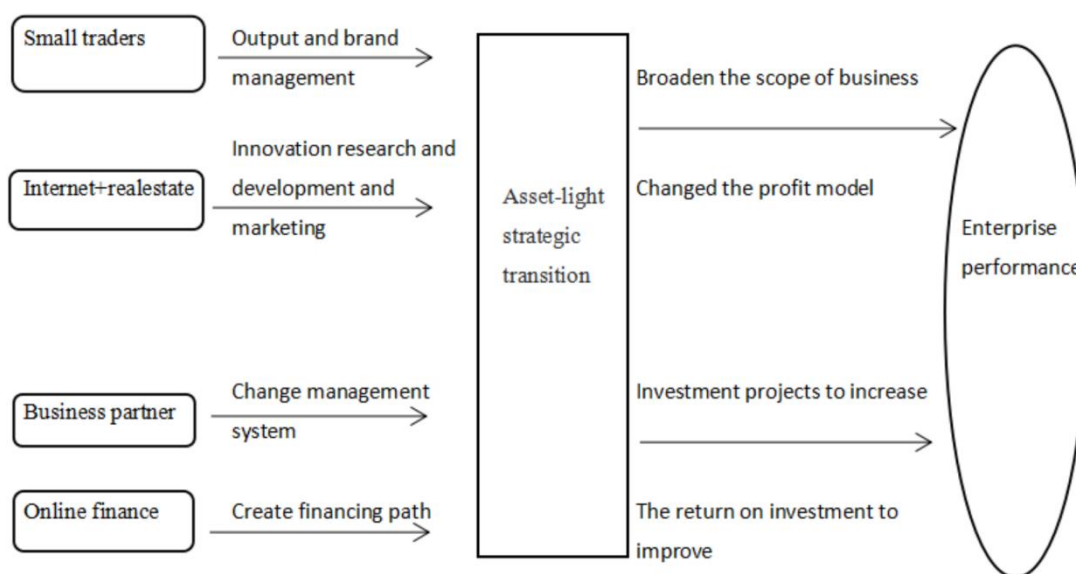 Small traders
Output and brand
management
Broaden the scope of business
Internet+realestate
Innovation research and
development and
marketing
Asset-light
strategic
transition
Changed the profit model
Enterprise
performance
Business partner
Change management
system
Investment projects to increase
Online finance
Create financing path
The return on investment to
improve